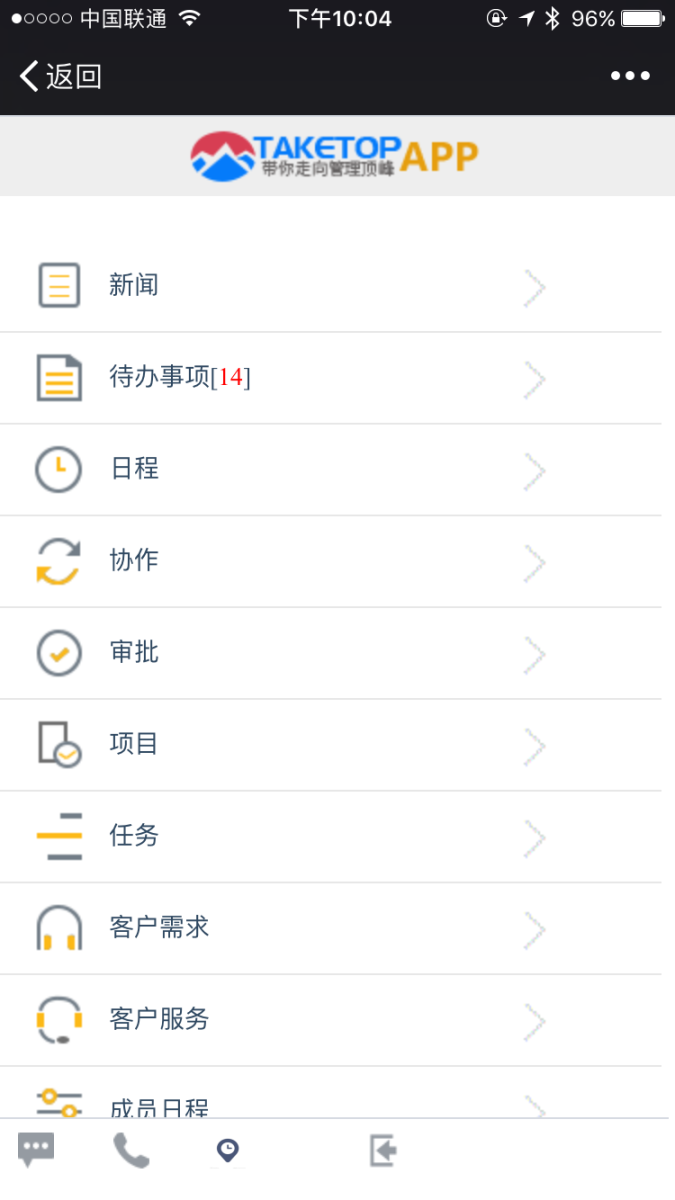 中国联通 下午10:04 96%
返回
TAKETOP APP
带你走向管理顶峰
新闻
待办事项[14]
日程
协作
审批
项目
任务
客户需求
客户服务
成员日程